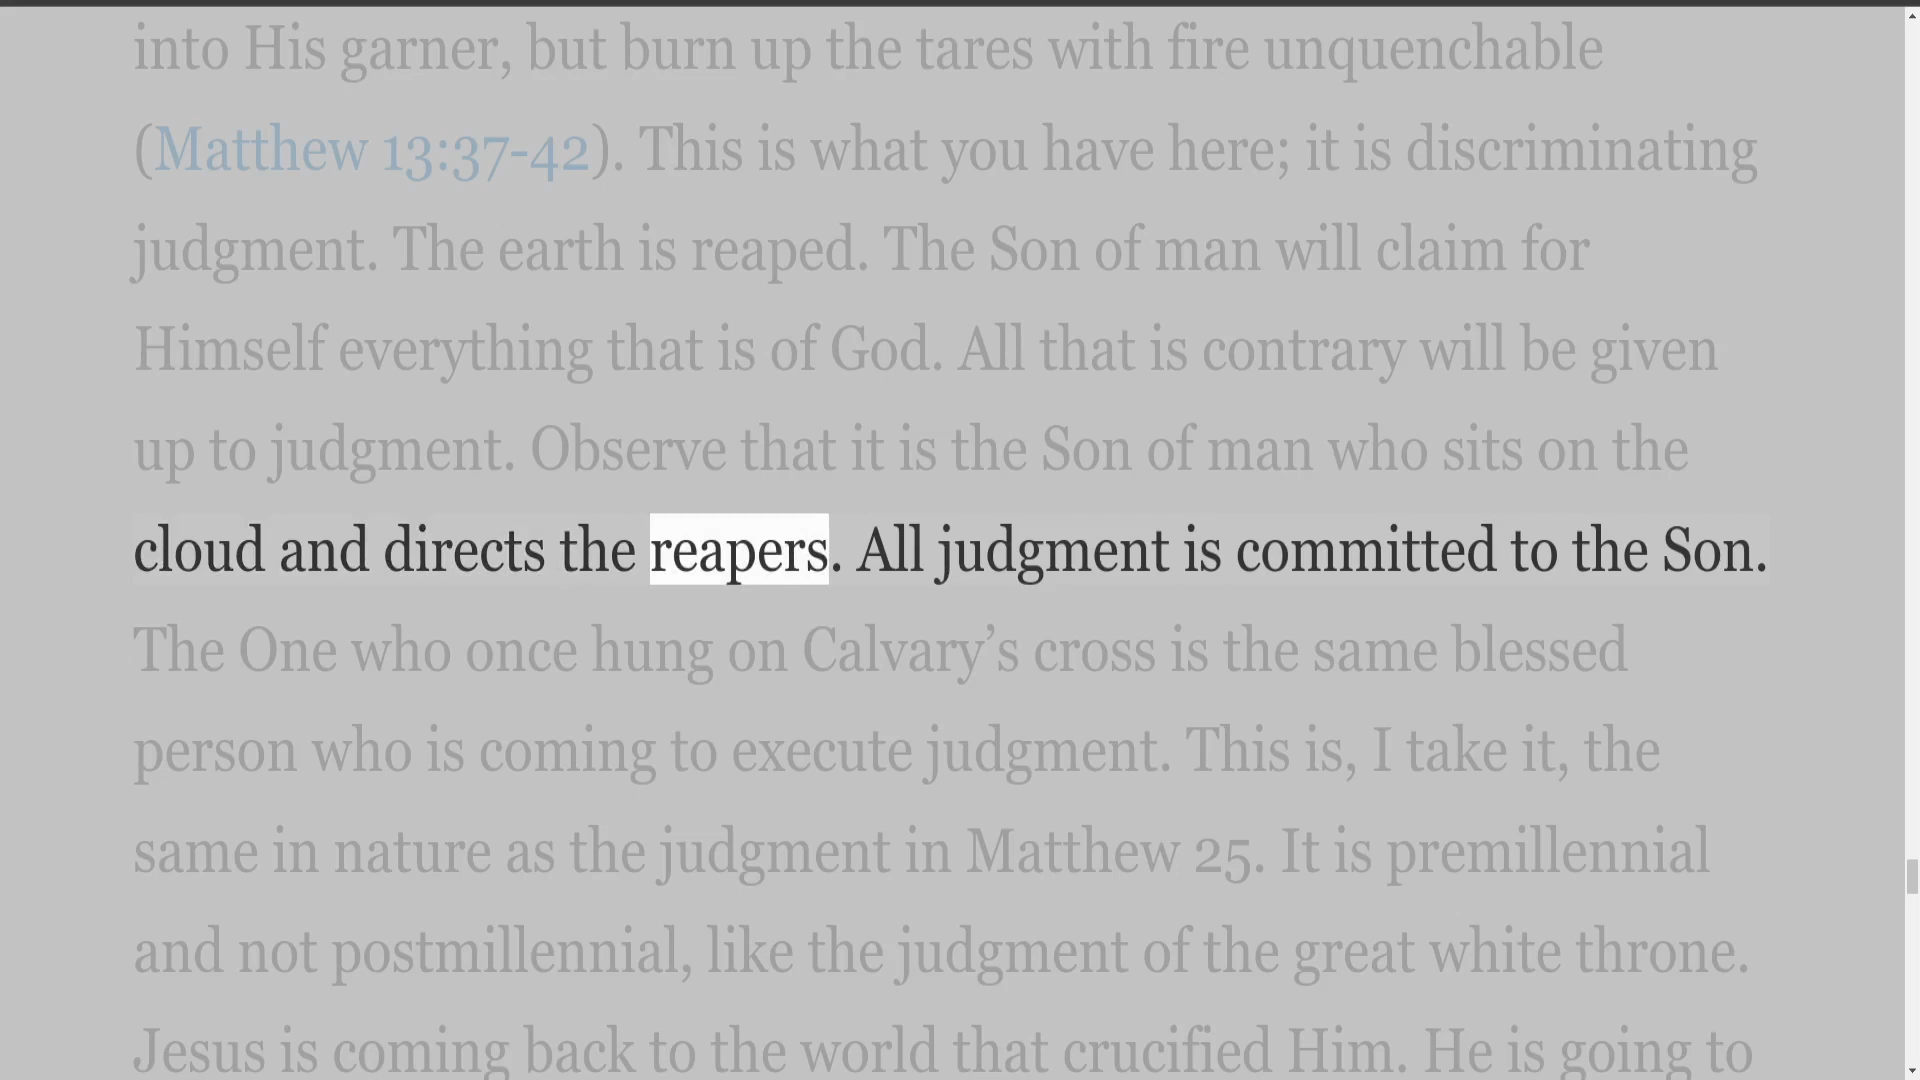 into His garner, but burn up the tares with fire unquenchable
(Matthew 13:37-42). This is what you have here; it is discriminating
judgment. The earth is reaped. The Son of man will claim for
Himself everything that is of God. All that is contrary will be given
up to judgment. Observe that it is the Son of man who sits on the
cloud and directs the reapers. All judgment is committed to the Son.
The One who once hung on Calvary’s cross is the same blessed
person who is coming to execute judgment. This is, I take it, the
same in nature as the judgment in Matthew 25. It is premillennial
and not postmillennial, like the judgment of the great white throne.
Jesus is coming back to the world that crucified Him. He is going to